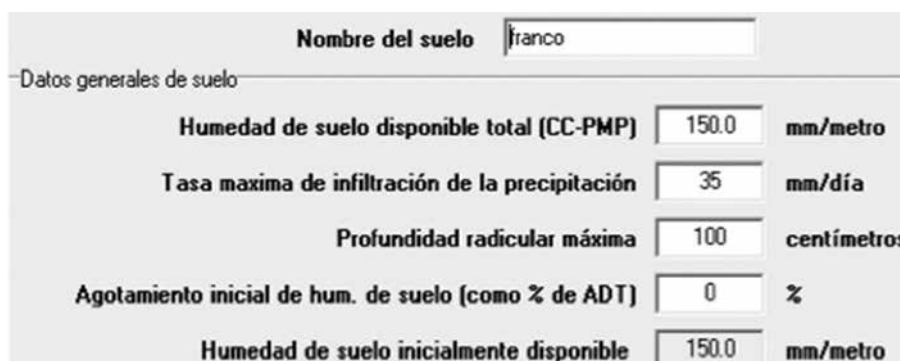 Nombre del suelo franco
Datos generales de suelo
Humedad de suelo disponible total (CC-PMP) 150.0 mm/metro
Tasa maxima de infiltración de la precipitación 35 mm/día
Profundidad radicular máxima 100 centímetros
Agotamiento inicial de hum. de suelo (como % de ADT) 0 %
Humedad de suelo inicialmente disponible 150.0 mm/metro